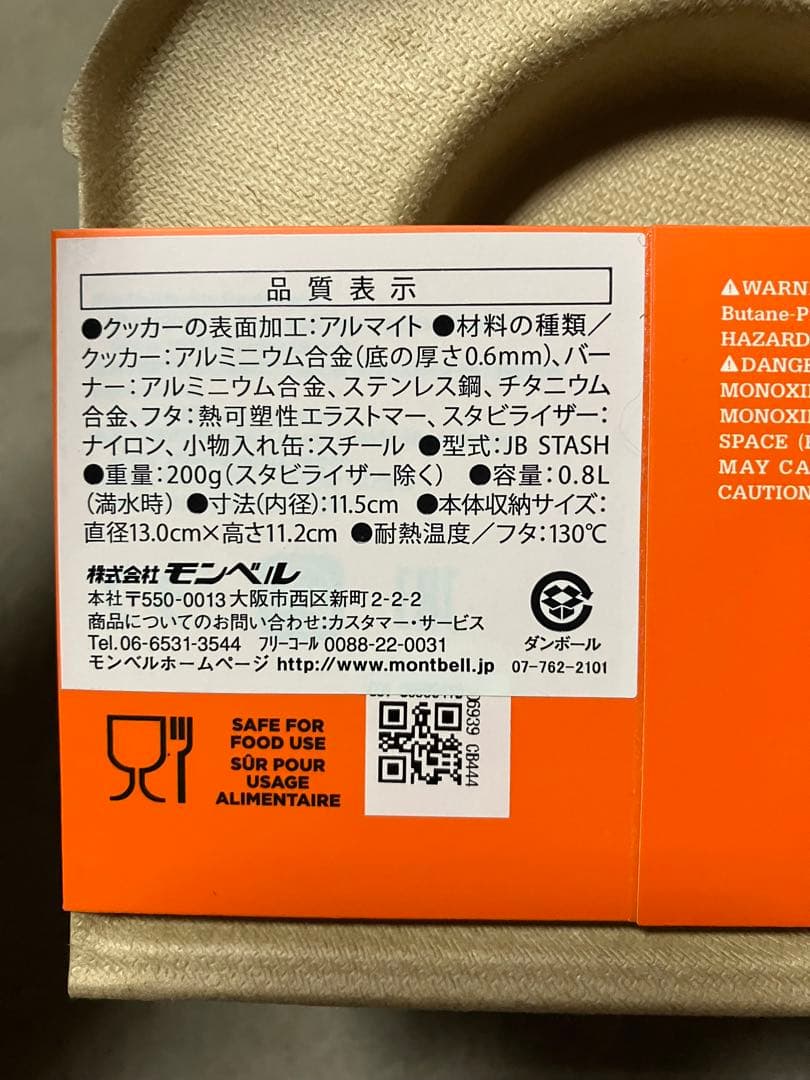 品質表示
●クッカーの表面加工:アルマイト ●材料の種類／
クッカー:アルミニウム合金(底の厚さ0.6mm)、バー
ナー:アルミニウム合金、ステンレス鋼、チタニウム
合金、フタ:熱可塑性エラストマー、スタビライザー:
ナイロン、小物入れ缶:スチール ●型式:JB STASH
●重量:200g(スタビライザー除く) ●容量:0.8L
(満水時) ●寸法(内径):11.5cm ●本体収納サイズ:
直径13.0cm×高さ11.2cm ●耐熱温度／フタ:130℃
株式会社 モンベル
本社〒550-0013 大阪市西区新町2-2-2
商品についてのお問い合わせ:カスタマー・サービス
Tel.06-6531-3544 フリーコール 0088-22-0031
モンベルホームページ http://www.montbell.jp
ダンボール
07-762-2101
SAFE FOR
FOOD USE
SÛR POUR
USAGE
ALIMENTAIRE
06939 CB444
⚠WARN
Butane-P
HAZARD
⚠DANGE
MONOXI
MONOXI
SPACE
MAY CA
CAUTION